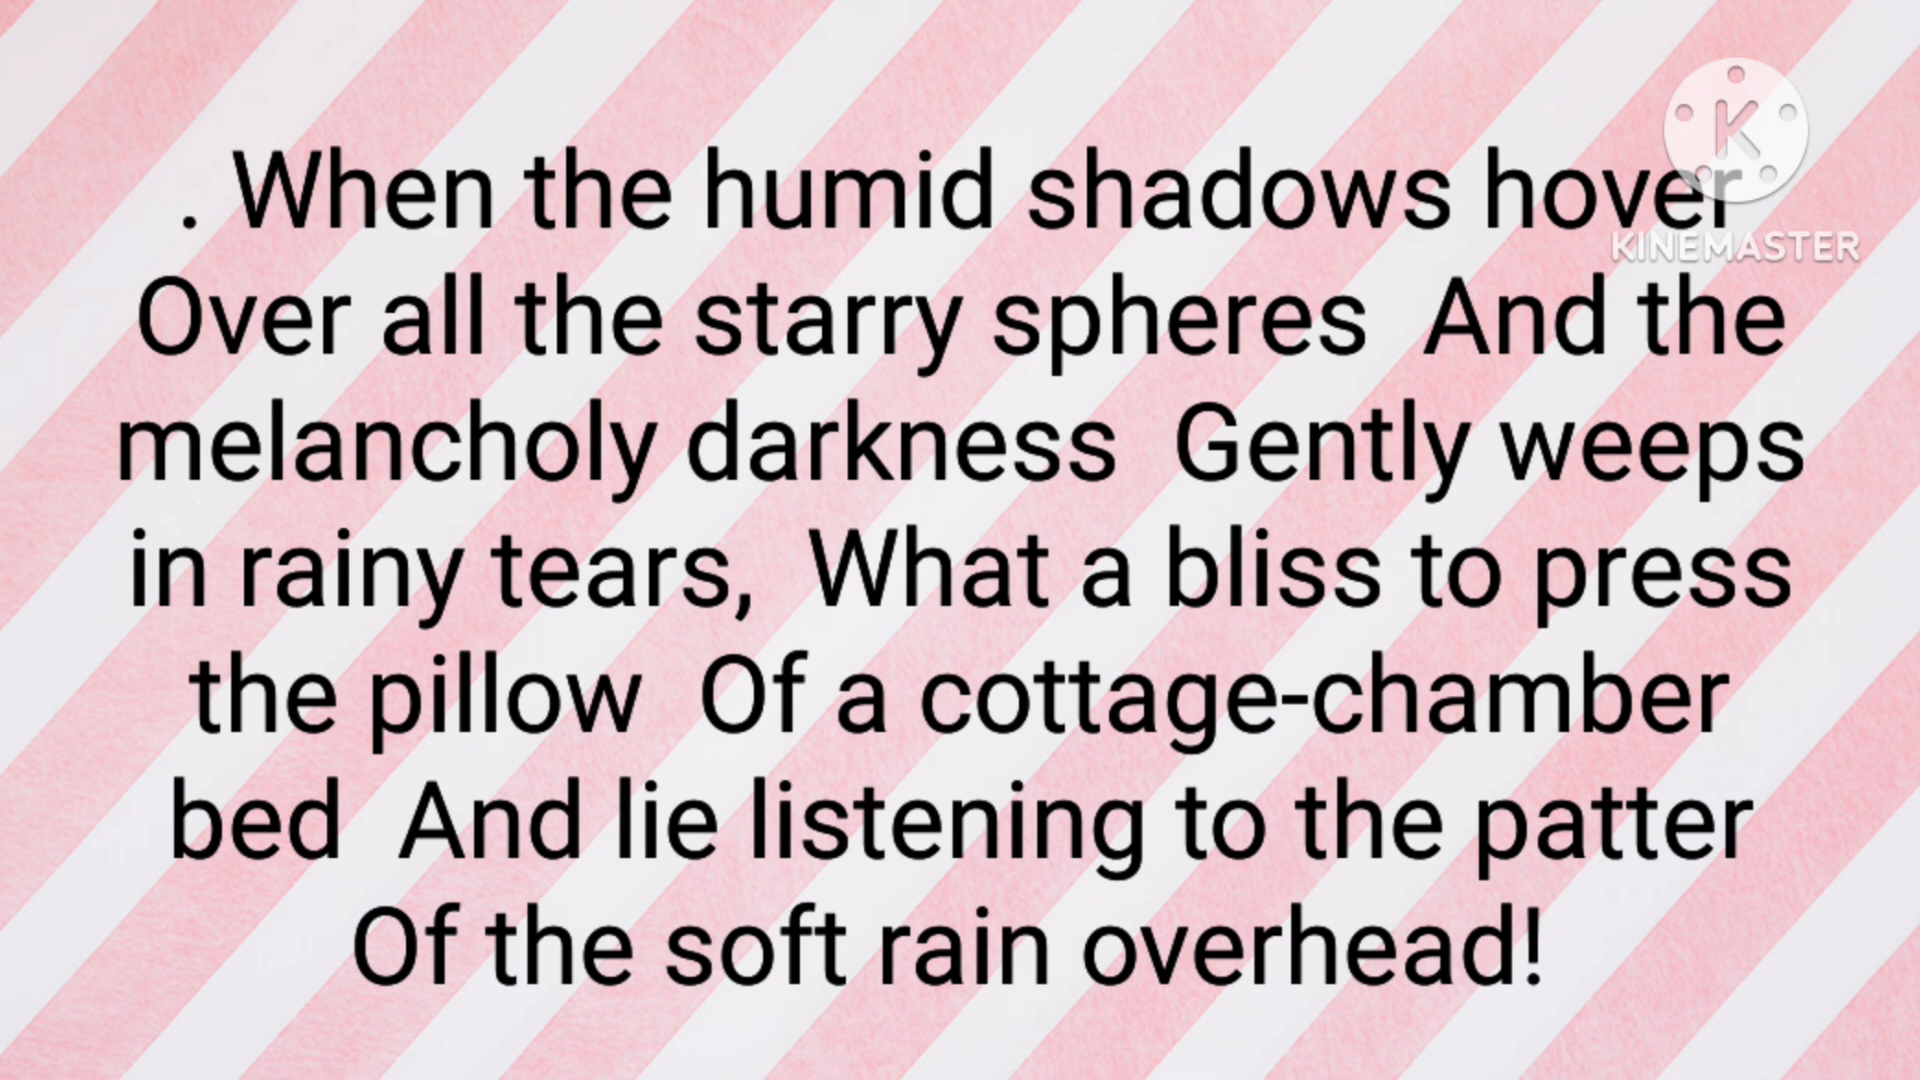 . When the humid shadows hover
KINEMASTER
Over all the starry spheres  And the
melancholy darkness  Gently weeps
in rainy tears,  What a bliss to press
the pillow  Of a cottage-chamber
bed  And lie listening to the patter
Of the soft rain overhead!